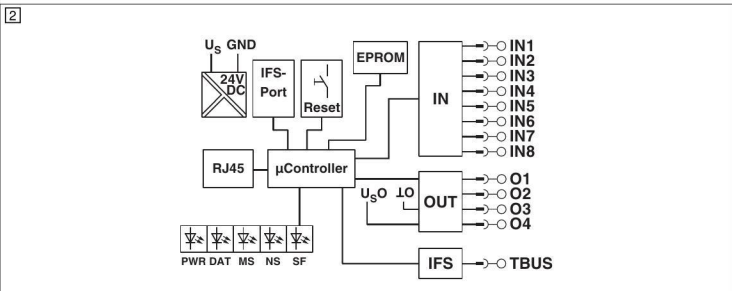 2
US GND
24V
DC
IFS-
Port
Reset
EPROM
IN
IN1
IN2
IN3
IN4
IN5
IN6
IN7
IN8
RJ45
µController
USO
OT
OUT
O1
O2
O3
O4
PWR DAT MS NS SF
IFS
TBUS